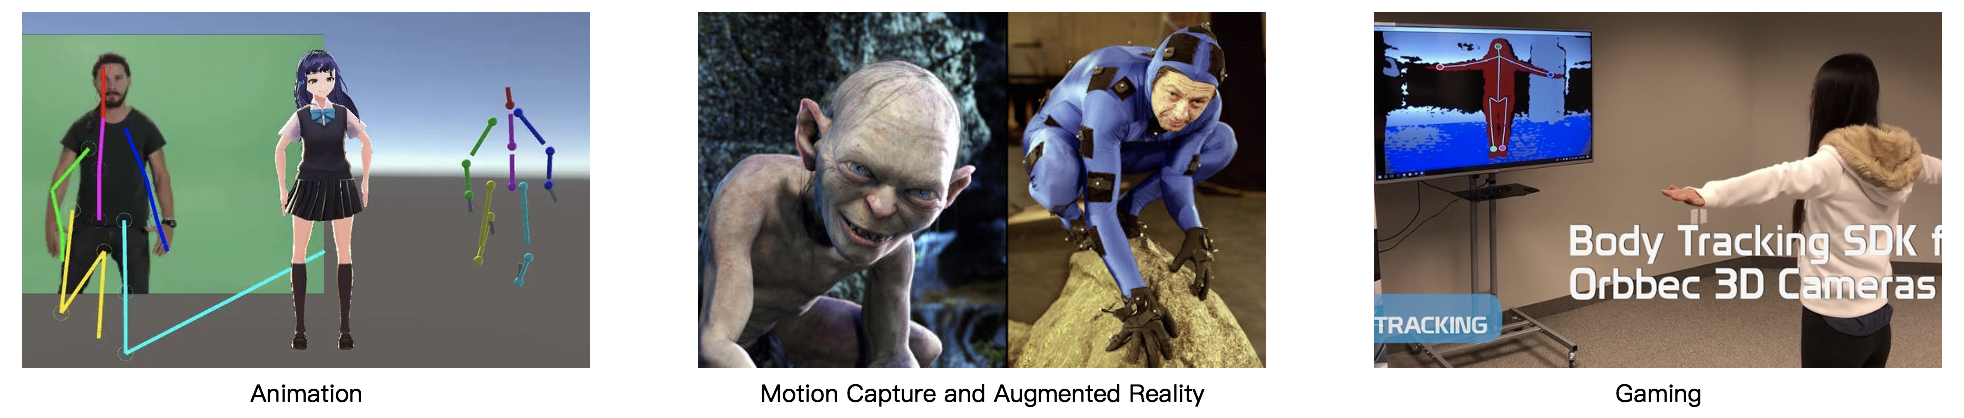 Body Tracking SDK f
Orbbec 3D Cameras
TRACKING
Animation
Motion Capture and Augmented Reality
Gaming